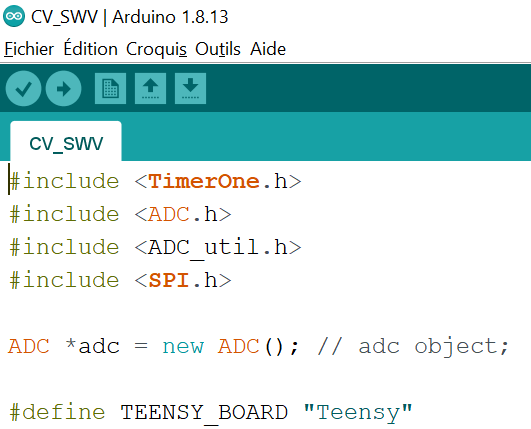 CV_SWV | Arduino 1.8.13
Fichier Édition Croquis Outils Aide
CV_SWV
#include <TimerOne.h>
#include <ADC.h>
#include <ADC_util.h>
#include <SPI.h>
ADC *adc = new ADC(); // adc object;
#define TEENSY_BOARD "Teensy"